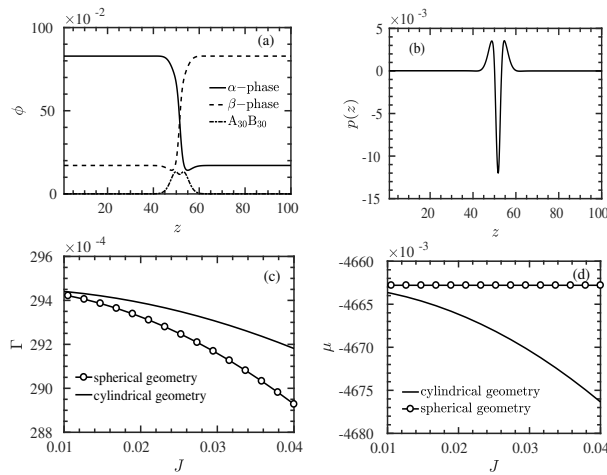 ×10⁻² (a)
100
50
0
0 20 40 60 80 100
ϕ
z
α−phase
β−phase
A₃₀B₃₀
×10⁻³ (b)
5
0
-5
-10
-15
20 40 60 80 100
p(z)
z
×10⁻⁴ (c)
296
294
292
290
288
0.01 0.02 0.03 0.04
Γ
J
spherical geometry
cylindrical geometry
×10⁻³ (d)
-4660
-4665
-4670
-4675
-4680
0.01 0.02 0.03 0.04
μ
J
cylindrical geometry
spherical geometry